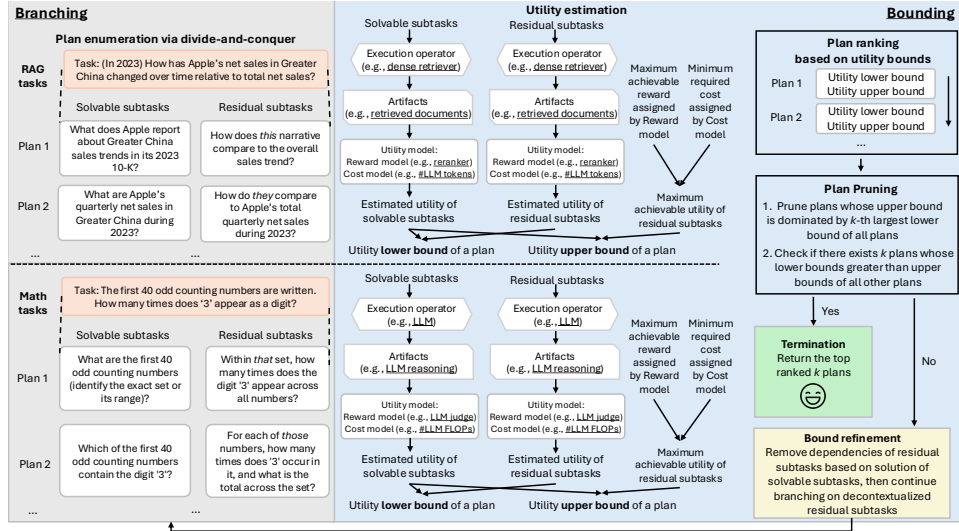 Branching
Plan enumeration via divide-and-conquer
RAG
tasks
Task: (In 2023) How has Apple's net sales in Greater
China changed over time relative to total net sales?
Solvable subtasks
Residual subtasks
Plan 1
What does Apple report
about Greater China
sales trends in its 2023
10-K?
How does this narrative
compare to the overall
sales trend?
Plan 2
What are Apple's
quarterly net sales in
Greater China during
2023?
How do they compare
to Apple's total
quarterly net sales
during 2023?
...
...
Math
tasks
Task: The first 40 odd counting numbers are written.
How many times does '3' appear as a digit?
Solvable subtasks
Residual subtasks
Plan 1
What are the first 40
odd counting numbers
(identify the exact set or
its range)?
Within that set, how
many times does the
digit '3' appear across
all numbers?
Plan 2
Which of the first 40
odd counting numbers
contain the digit '3'?
For each of those
numbers, how many
times does '3' occur in
it, and what is the
total across the set?
...
...
Utility estimation
Solvable subtasks
Execution operator
(e.g., dense retriever)
Artifacts
(e.g., retrieved documents)
Utility model:
Reward model (e.g., reranker)
Cost model (e.g., #LLM tokens)
Estimated utility of
solvable subtasks
Residual subtasks
Execution operator
(e.g., dense retriever)
Artifacts
(e.g., retrieved documents)
Utility model:
Reward model (e.g., reranker)
Cost model (e.g., #LLM tokens)
Estimated utility of
residual subtasks
Maximum
achievable
reward
assigned
by Reward
model
Minimum
required
cost
assigned
by Cost
model
Maximum
achievable utility of
residual subtasks
Utility lower bound of a plan
Utility upper bound of a plan
Solvable subtasks
Execution operator
(e.g., LLM)
Artifacts
(e.g., LLM reasoning)
Utility model:
Reward model (e.g., LLM judge)
Cost model (e.g., #LLM FLOPs)
Estimated utility of
solvable subtasks
Residual subtasks
Execution operator
(e.g., LLM)
Artifacts
(e.g., LLM reasoning)
Utility model:
Reward model (e.g., LLM judge)
Cost model (e.g., #LLM FLOPs)
Estimated utility of
residual subtasks
Maximum
achievable
reward
assigned
by Reward
model
Minimum
required
cost
assigned
by Cost
model
Maximum
achievable utility of
residual subtasks
Utility lower bound of a plan
Utility upper bound of a plan
Bounding
Plan ranking
based on utility bounds
Plan 1
Utility lower bound
Utility upper bound
Plan 2
Utility lower bound
Utility upper bound
...
Plan Pruning
1. Prune plans whose upper bound
is dominated by k-th largest lower
bound of all plans
2. Check if there exists k plans whose
lower bounds greater than upper
bounds of all other plans
Yes
No
Termination
Return the top
ranked k plans
Bound refinement
Remove dependencies of residual
subtasks based on solution of
solvable subtasks, then continue
branching on decontextualized
residual subtasks